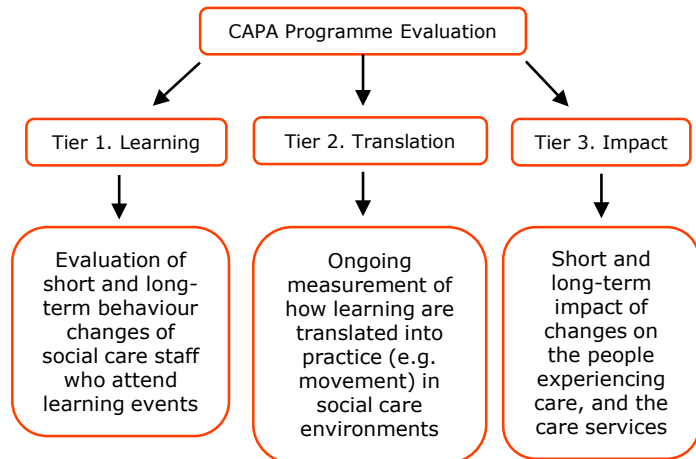 CAPA Programme Evaluation
Tier 1. Learning
Tier 2. Translation
Tier 3. Impact
Evaluation of
short and long-
term behaviour
changes of
social care staff
who attend
learning events
Ongoing
measurement of
how learning are
translated into
practice (e.g.
movement) in
social care
environments
Short and
long-term
impact of
changes on
the people
experiencing
care, and the
care services